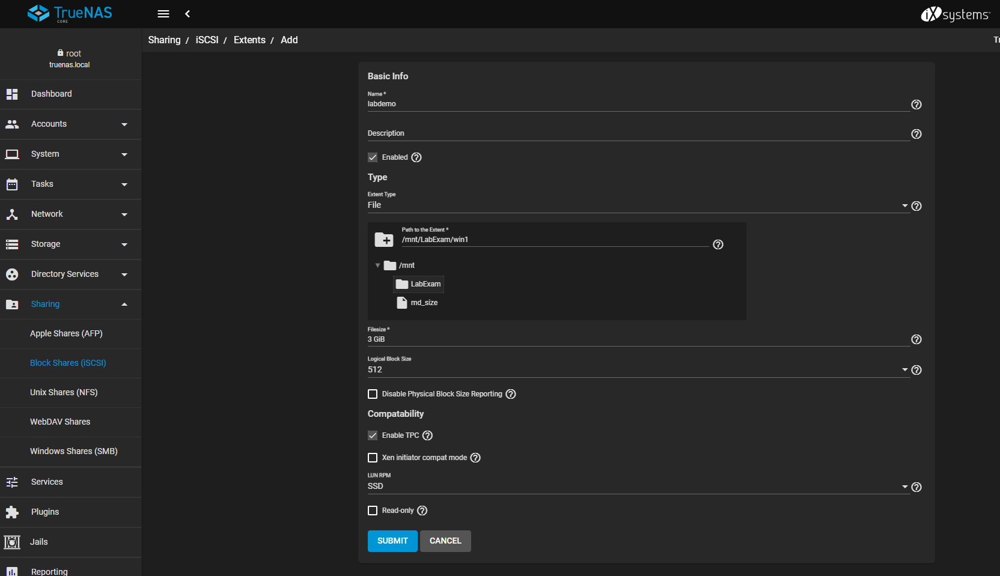 TrueNAS
CORE
iXsystems
root
truenas.local
Dashboard
Accounts
System
Tasks
Network
Storage
Directory Services
Sharing
Apple Shares (AFP)
Block Shares (iSCSI)
Unix Shares (NFS)
WebDAV Shares
Windows Shares (SMB)
Services
Plugins
Jails
Reporting
Sharing / iSCSI / Extents / Add
Basic Info
Name *
labdemo
Description
Enabled
Type
Extent Type
File
Path to the Extent *
/mnt/LabExam/win1
/mnt
LabExam
md_size
Filesize *
3 GiB
Logical Block Size
512
Disable Physical Block Size Reporting
Compatability
Enable TPC
Xen initiator compat mode
LUN RPM
SSD
Read-only
SUBMIT CANCEL